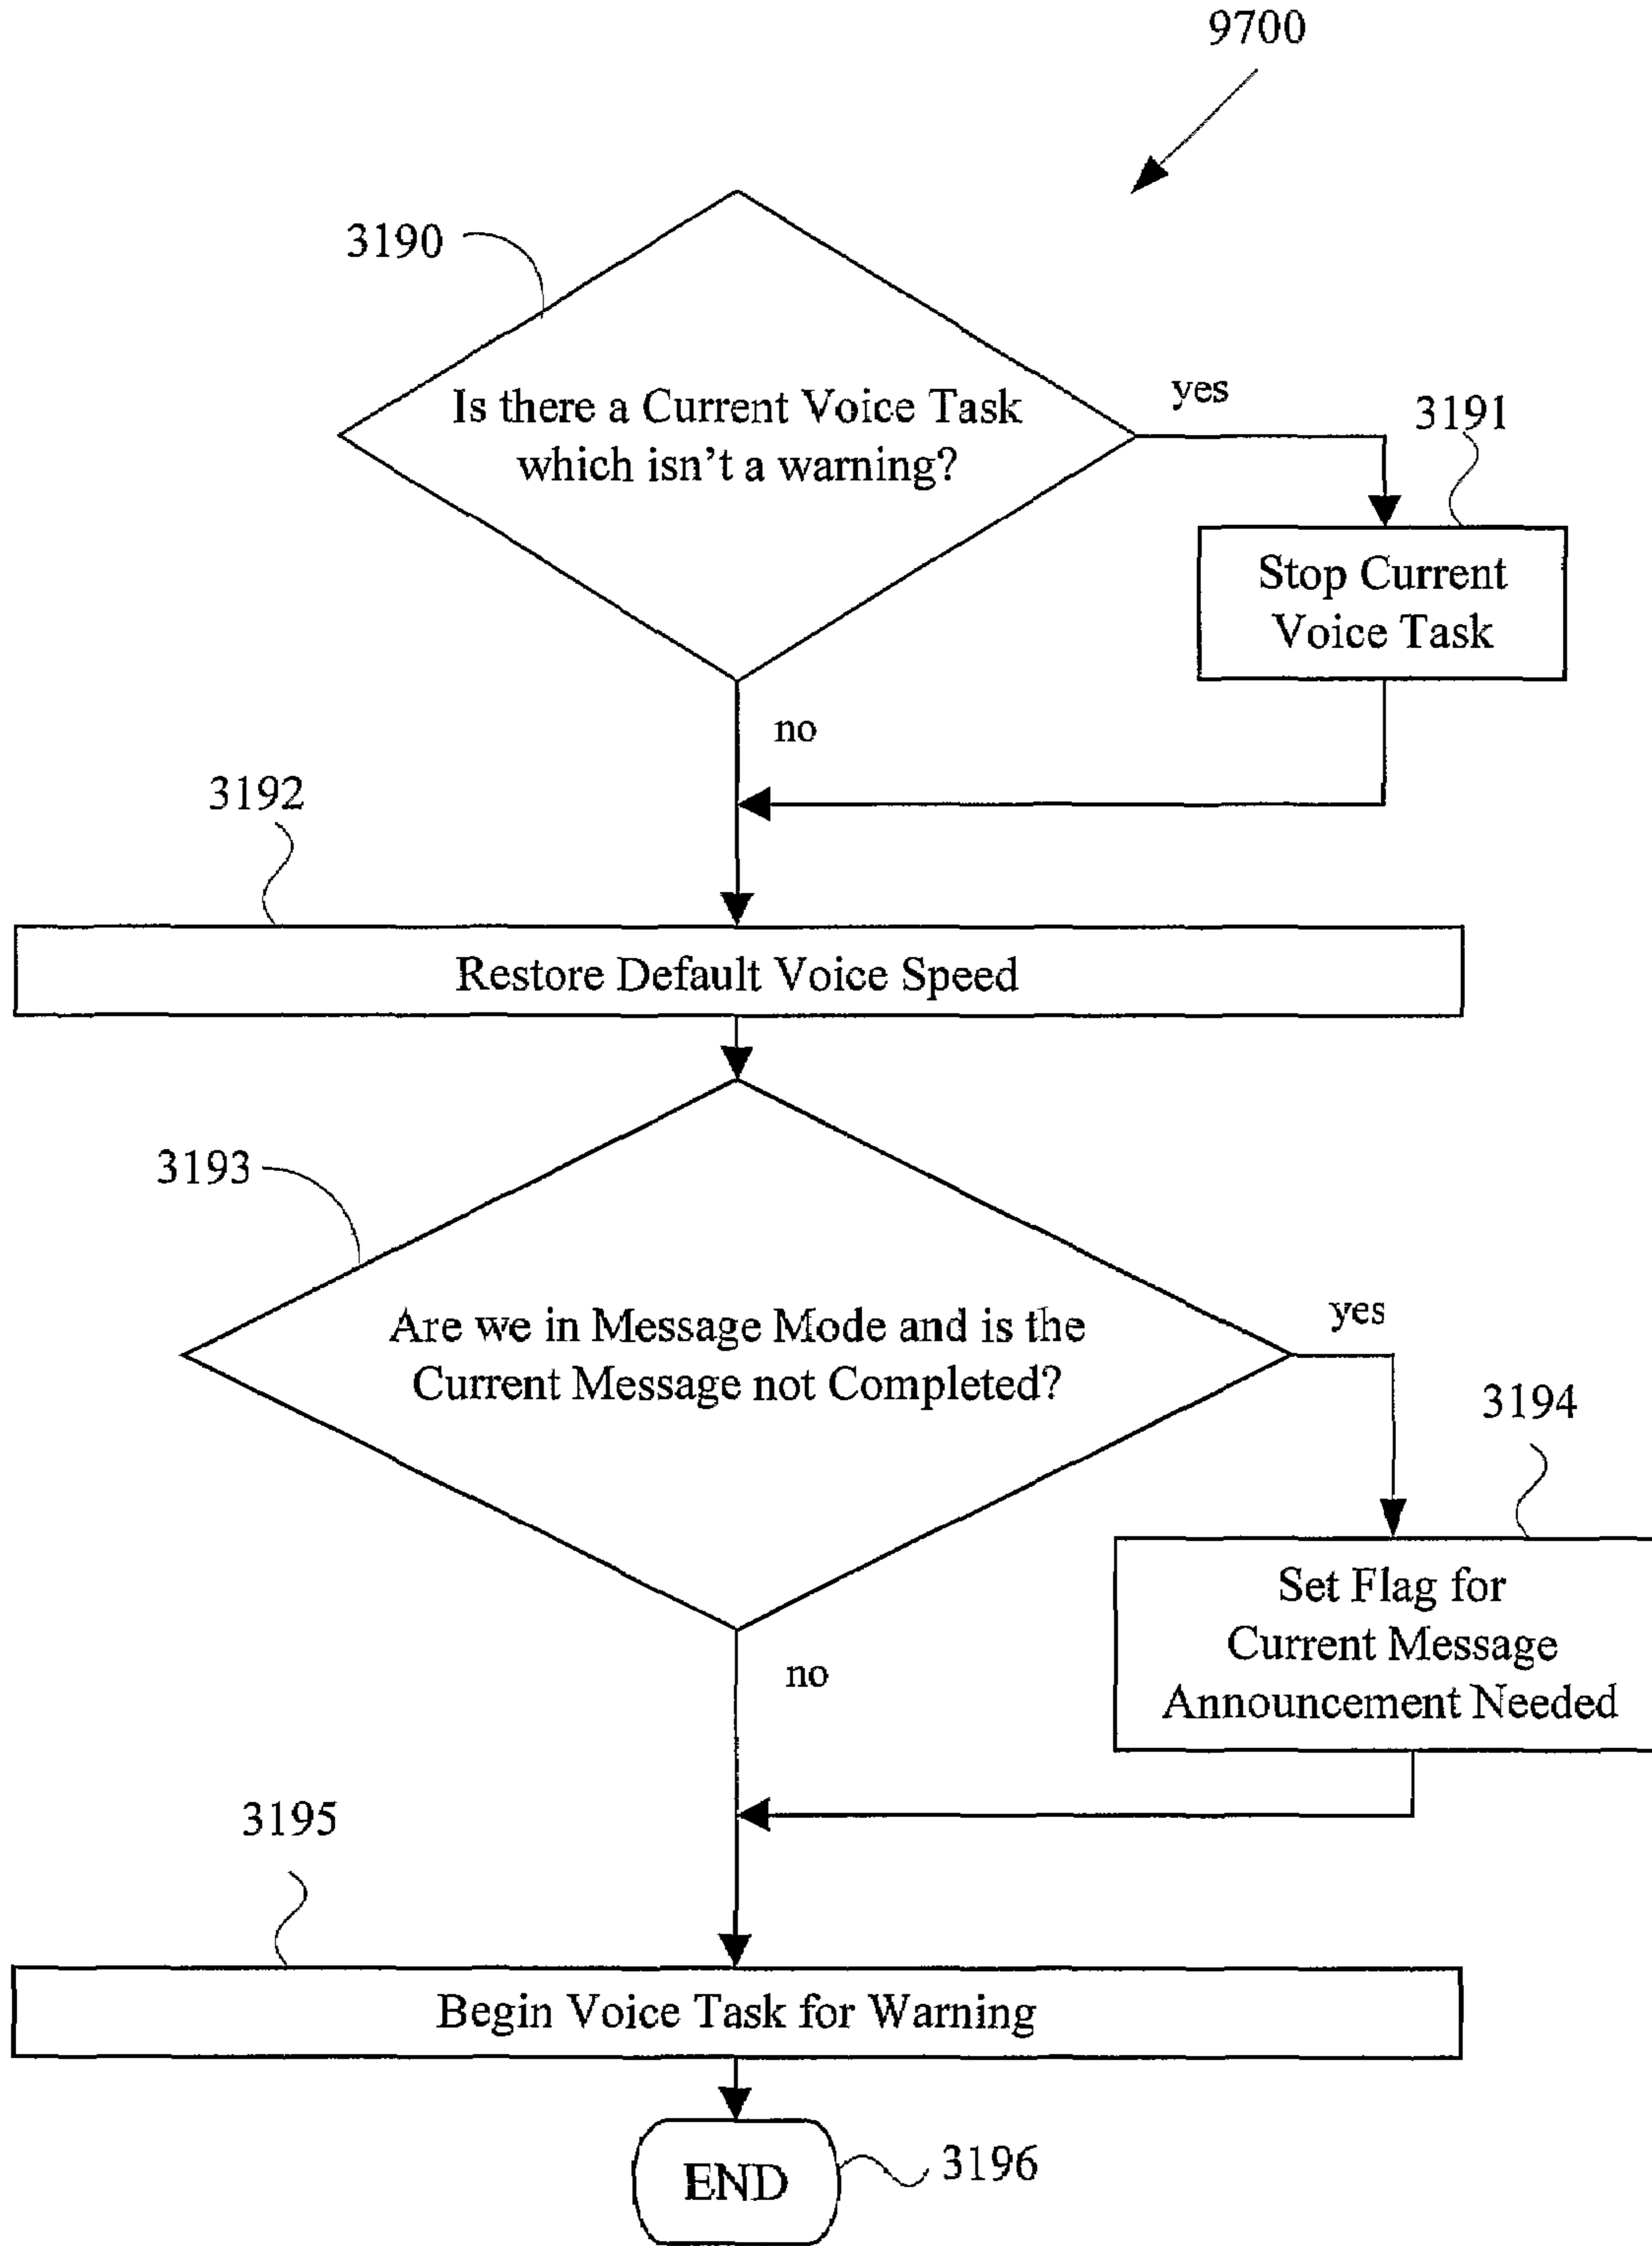 9700
3190
Is there a Current Voice Task
which isn't a warning?
yes
3191
Stop Current
Voice Task
no
3192
Restore Default Voice Speed
3193
Are we in Message Mode and is the
Current Message not Completed?
yes
3194
Set Flag for
Current Message
Announcement Needed
no
3195
Begin Voice Task for Warning
END
3196